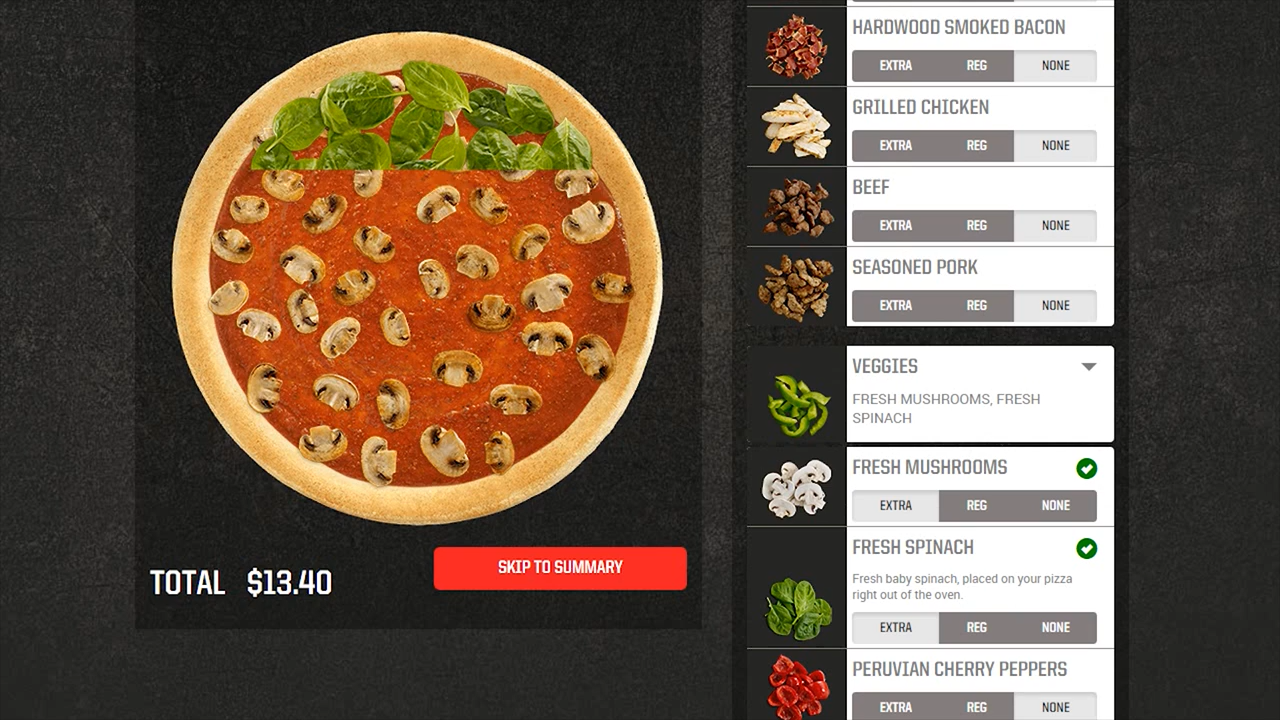 HARDWOOD SMOKED BACON
EXTRA REG NONE
GRILLED CHICKEN
EXTRA REG NONE
BEEF
EXTRA REG NONE
SEASONED PORK
EXTRA REG NONE
VEGGIES
FRESH MUSHROOMS, FRESH
SPINACH
FRESH MUSHROOMS
EXTRA REG NONE
FRESH SPINACH
Fresh baby spinach, placed on your pizza
right out of the oven.
EXTRA REG NONE
PERUVIAN CHERRY PEPPERS
EXTRA REG NONE
SKIP TO SUMMARY
TOTAL $13.40